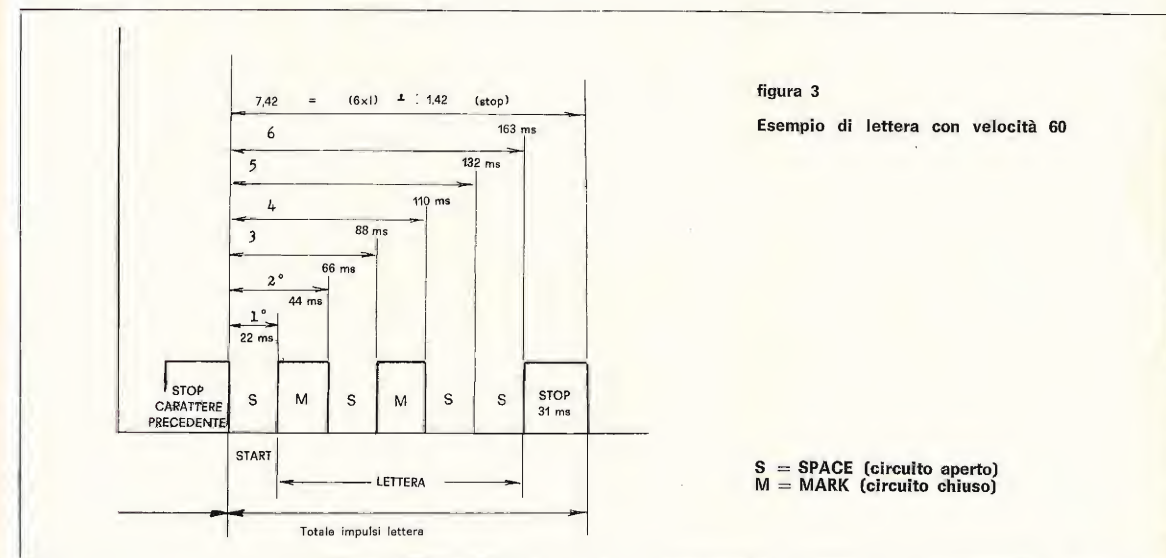 figura 3
Esempio di lettera con velocità 60
7,42 = (6xI) ⊥ : 1,42 (stop)
6
163 ms
5
132 ms
4
110 ms
3
88 ms
2°
66 ms
44 ms
1°
22 ms
STOP
CARATTERE
PRECEDENTE
S
M
S
M
S
S
STOP
31 ms
START
LETTERA
Totale impulsi lettera
S = SPACE (circuito aperto)
M = MARK (circuito chiuso)